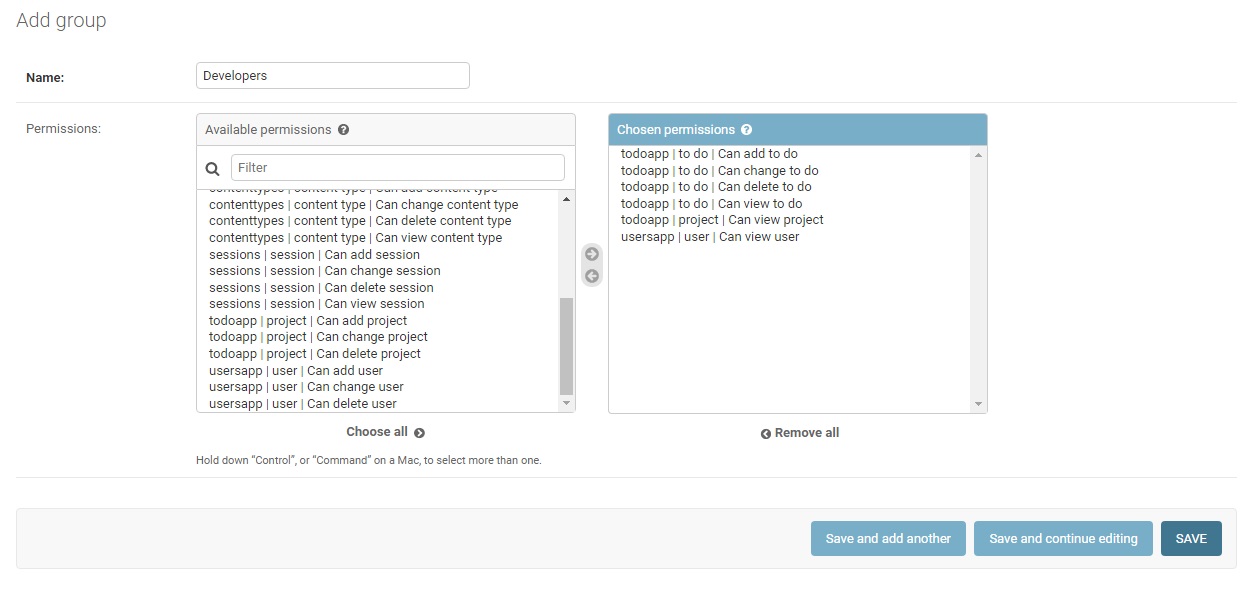 Add group
Name:
Developers
Permissions:
Available permissions ?
Filter
contenttypes | content type | Can add content type
contenttypes | content type | Can change content type
contenttypes | content type | Can delete content type
contenttypes | content type | Can view content type
sessions | session | Can add session
sessions | session | Can change session
sessions | session | Can delete session
sessions | session | Can view session
todoapp | project | Can add project
todoapp | project | Can change project
todoapp | project | Can delete project
usersapp | user | Can add user
usersapp | user | Can change user
usersapp | user | Can delete user
Choose all
Hold down “Control”, or “Command” on a Mac, to select more than one.
Chosen permissions ?
todoapp | to do | Can add to do
todoapp | to do | Can change to do
todoapp | to do | Can delete to do
todoapp | to do | Can view to do
todoapp | project | Can view project
usersapp | user | Can view user
Remove all
Save and add another
Save and continue editing
SAVE